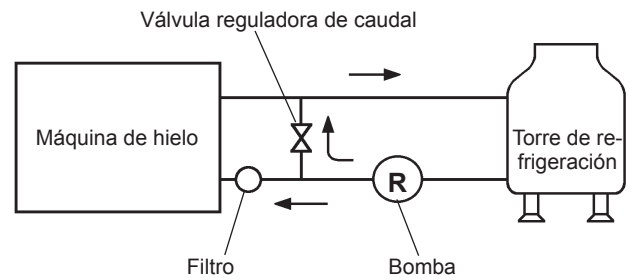 Válvula reguladora de caudal
Máquina de hielo
Torre de re-
frigeración
R
Filtro
Bomba